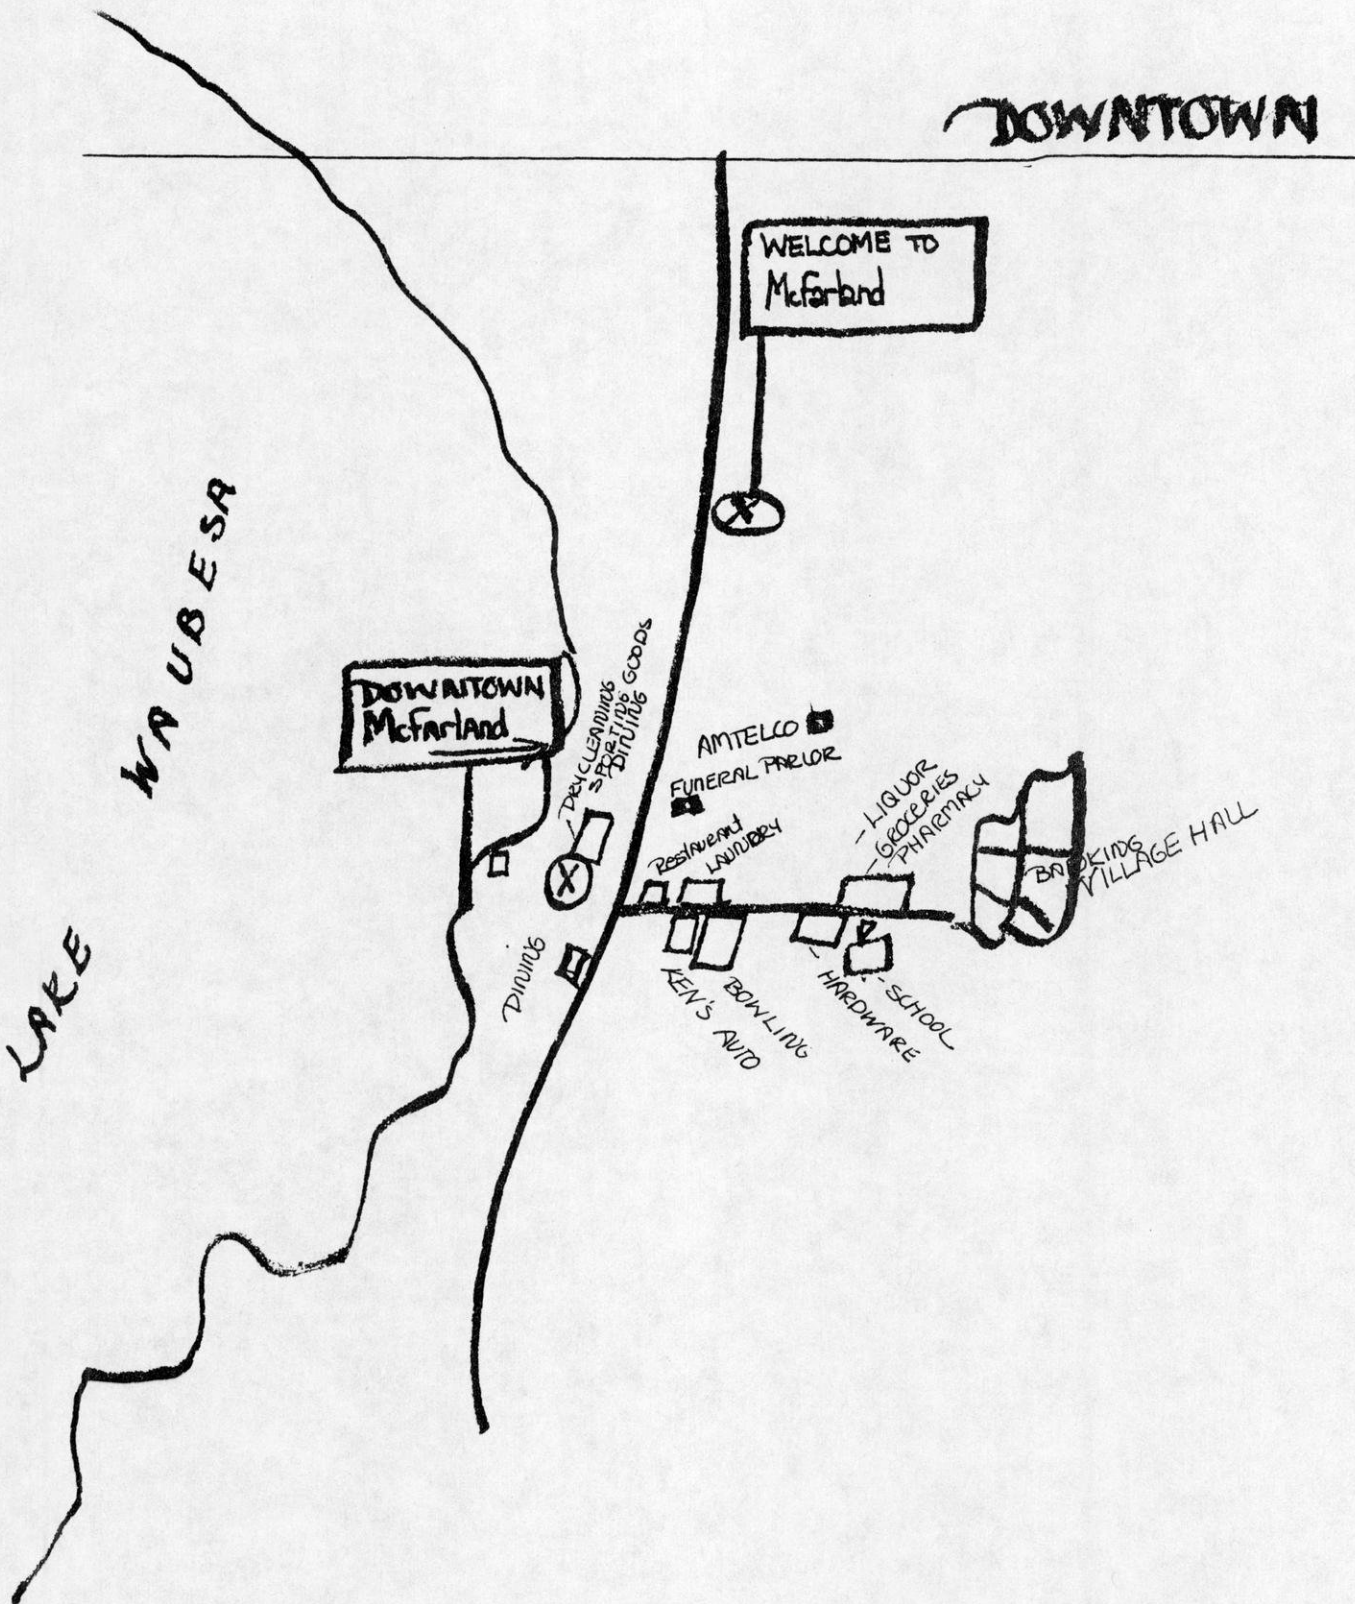 DOWNTOWN
WELCOME TO
McFarland
LAKE WAUBESA
DOWNTOWN
McFarland
DRYCLEANING
SPORTING GOODS
DINING
AMTELCO
FUNERAL PARLOR
RESTAURANT
LAUNDRY
- LIQUOR
- GROCERIES
PHARMACY
BANKING
VILLAGE HALL
DINING
KEN'S AUTO
BOWLING
HARDWARE
- SCHOOL